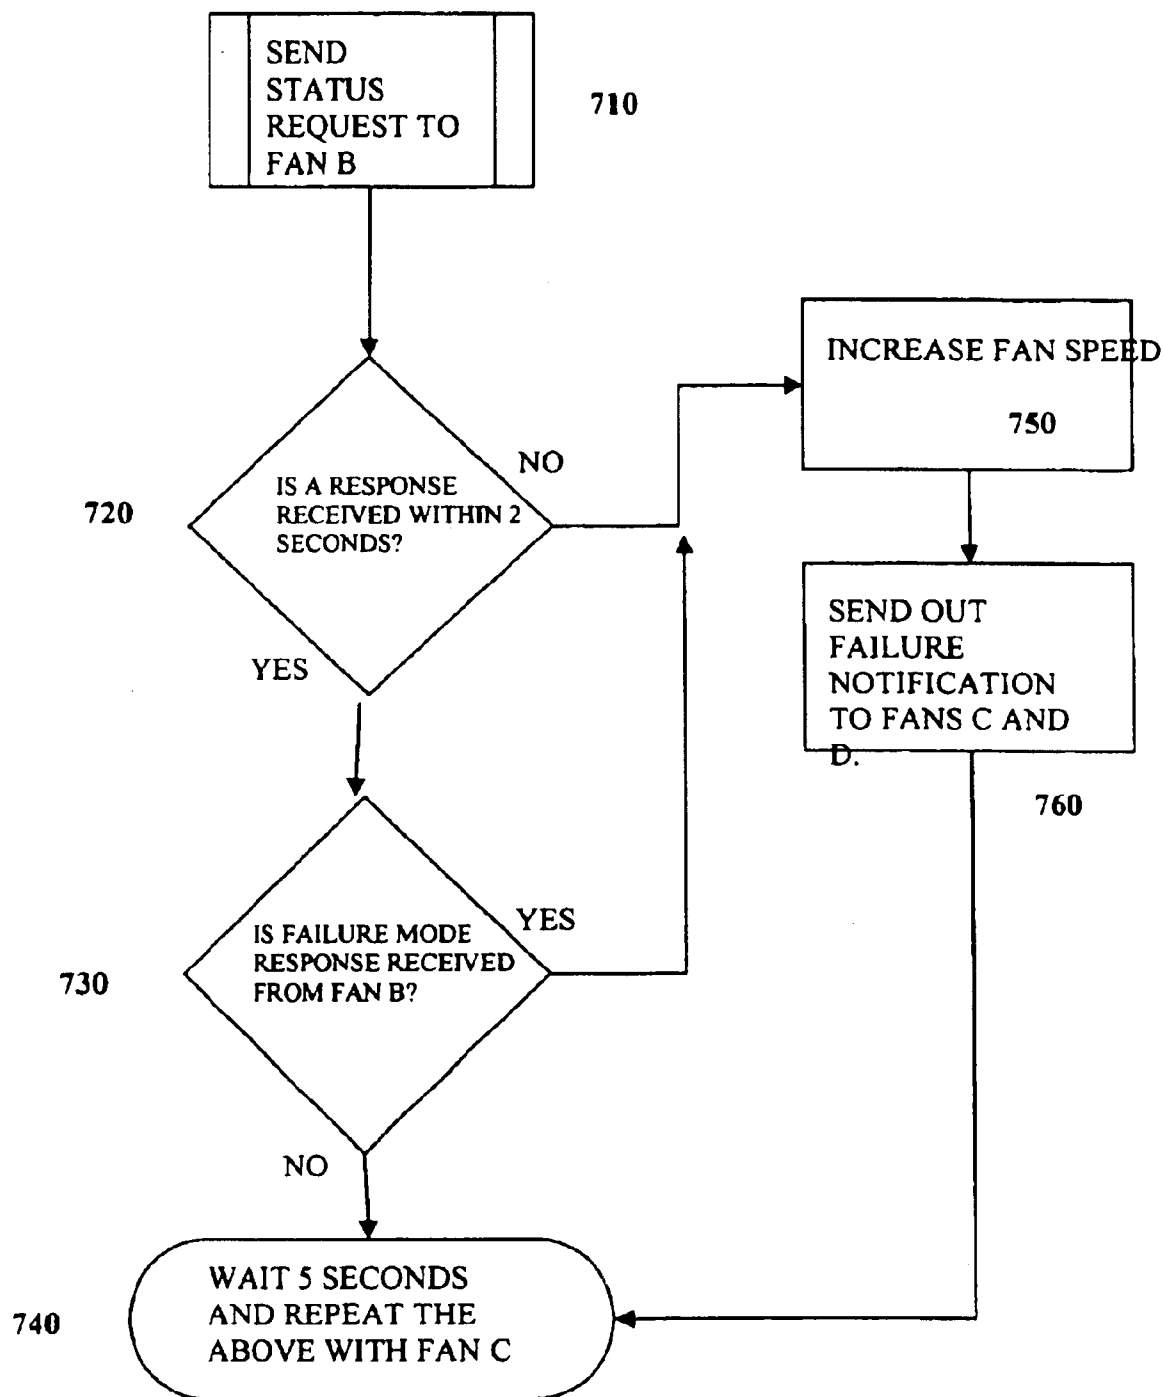 SEND
STATUS
REQUEST TO
FAN B
710
INCREASE FAN SPEED
750
NO
IS A RESPONSE
RECEIVED WITHIN 2
SECONDS?
720
YES
SEND OUT
FAILURE
NOTIFICATION
TO FANS C AND
D.
760
YES
IS FAILURE MODE
RESPONSE RECEIVED
FROM FAN B?
730
NO
WAIT 5 SECONDS
AND REPEAT THE
ABOVE WITH FAN C
740